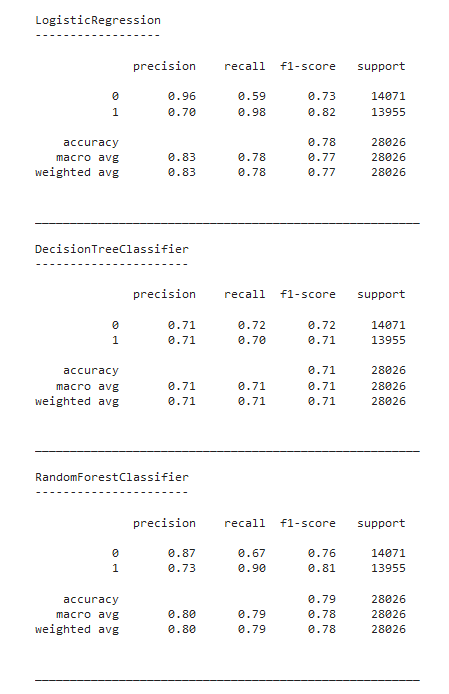 LogisticRegression
------------------
precision recall f1-score support
0 0.96 0.59 0.73 14071
1 0.70 0.98 0.82 13955
accuracy 0.78 28026
macro avg 0.83 0.78 0.77 28026
weighted avg 0.83 0.78 0.77 28026
DecisionTreeClassifier
----------------------
precision recall f1-score support
0 0.71 0.72 0.72 14071
1 0.71 0.70 0.71 13955
accuracy 0.71 28026
macro avg 0.71 0.71 0.71 28026
weighted avg 0.71 0.71 0.71 28026
RandomForestClassifier
----------------------
precision recall f1-score support
0 0.87 0.67 0.76 14071
1 0.73 0.90 0.81 13955
accuracy 0.79 28026
macro avg 0.80 0.79 0.78 28026
weighted avg 0.80 0.79 0.78 28026